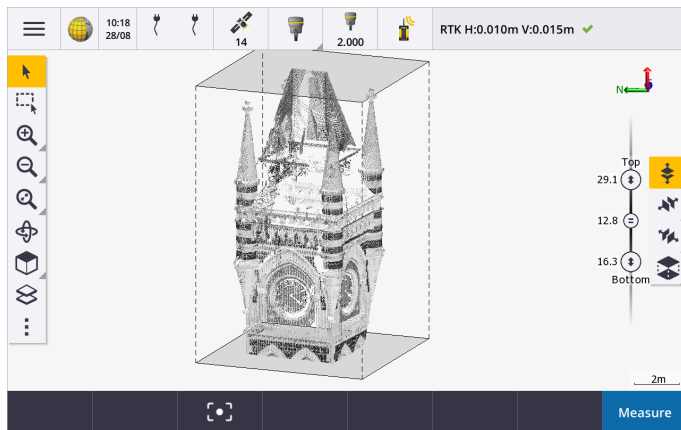 10:18
28/08
14
2.000
RTK H:0.010m V:0.015m
N
Top
29.1
12.8
16.3
Bottom
2m
Measure